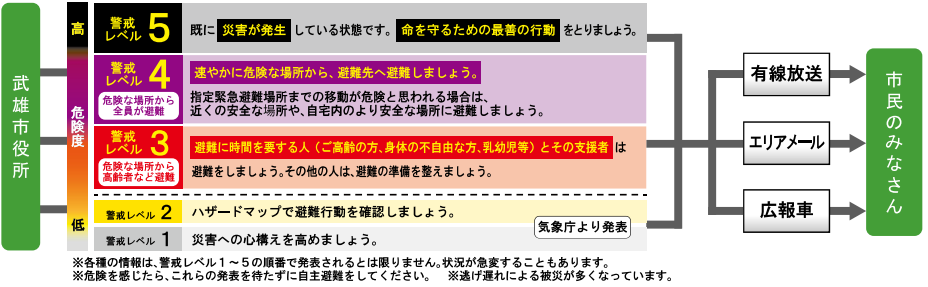 武雄市役所
高
危険度
低
警戒レベル 5
既に 災害が発生 している状態です。 命を守るための最善の行動 をとりましょう。
警戒レベル 4
危険な場所から
全員が避難
速やかに危険な場所から、避難先へ避難しましょう。
指定緊急避難場所までの移動が危険と思われる場合は、
近くの安全な場所や、自宅内のより安全な場所に避難しましょう。
警戒レベル 3
危険な場所から
高齢者など避難
避難に時間を要する人（ご高齢の方、身体の不自由な方、乳幼児等）とその支援者 は
避難をしましょう。その他の人は、避難の準備を整えましょう。
警戒レベル 2
ハザードマップで避難行動を確認しましょう。
警戒レベル 1
災害への心構えを高めましょう。
気象庁より発表
有線放送
エリアメール
広報車
市民のみなさん
※各種の情報は、警戒レベル１～５の順番で発表されるとは限りません。状況が急変することもあります。
※危険を感じたら、これらの発表を待たずに自主避難をしてください。 ※逃げ遅れによる被災が多くなっています。